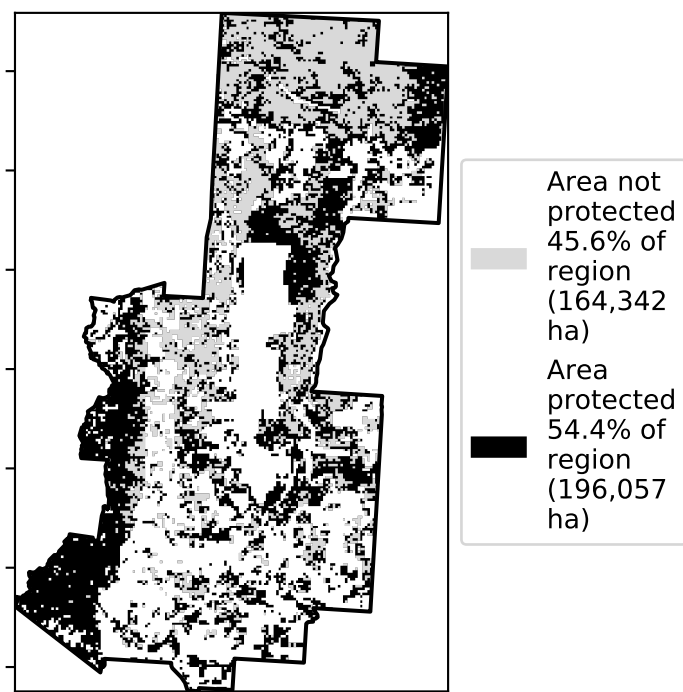 Area not
protected
45.6% of
region
(164,342
ha)
Area
protected
54.4% of
region
(196,057
ha)